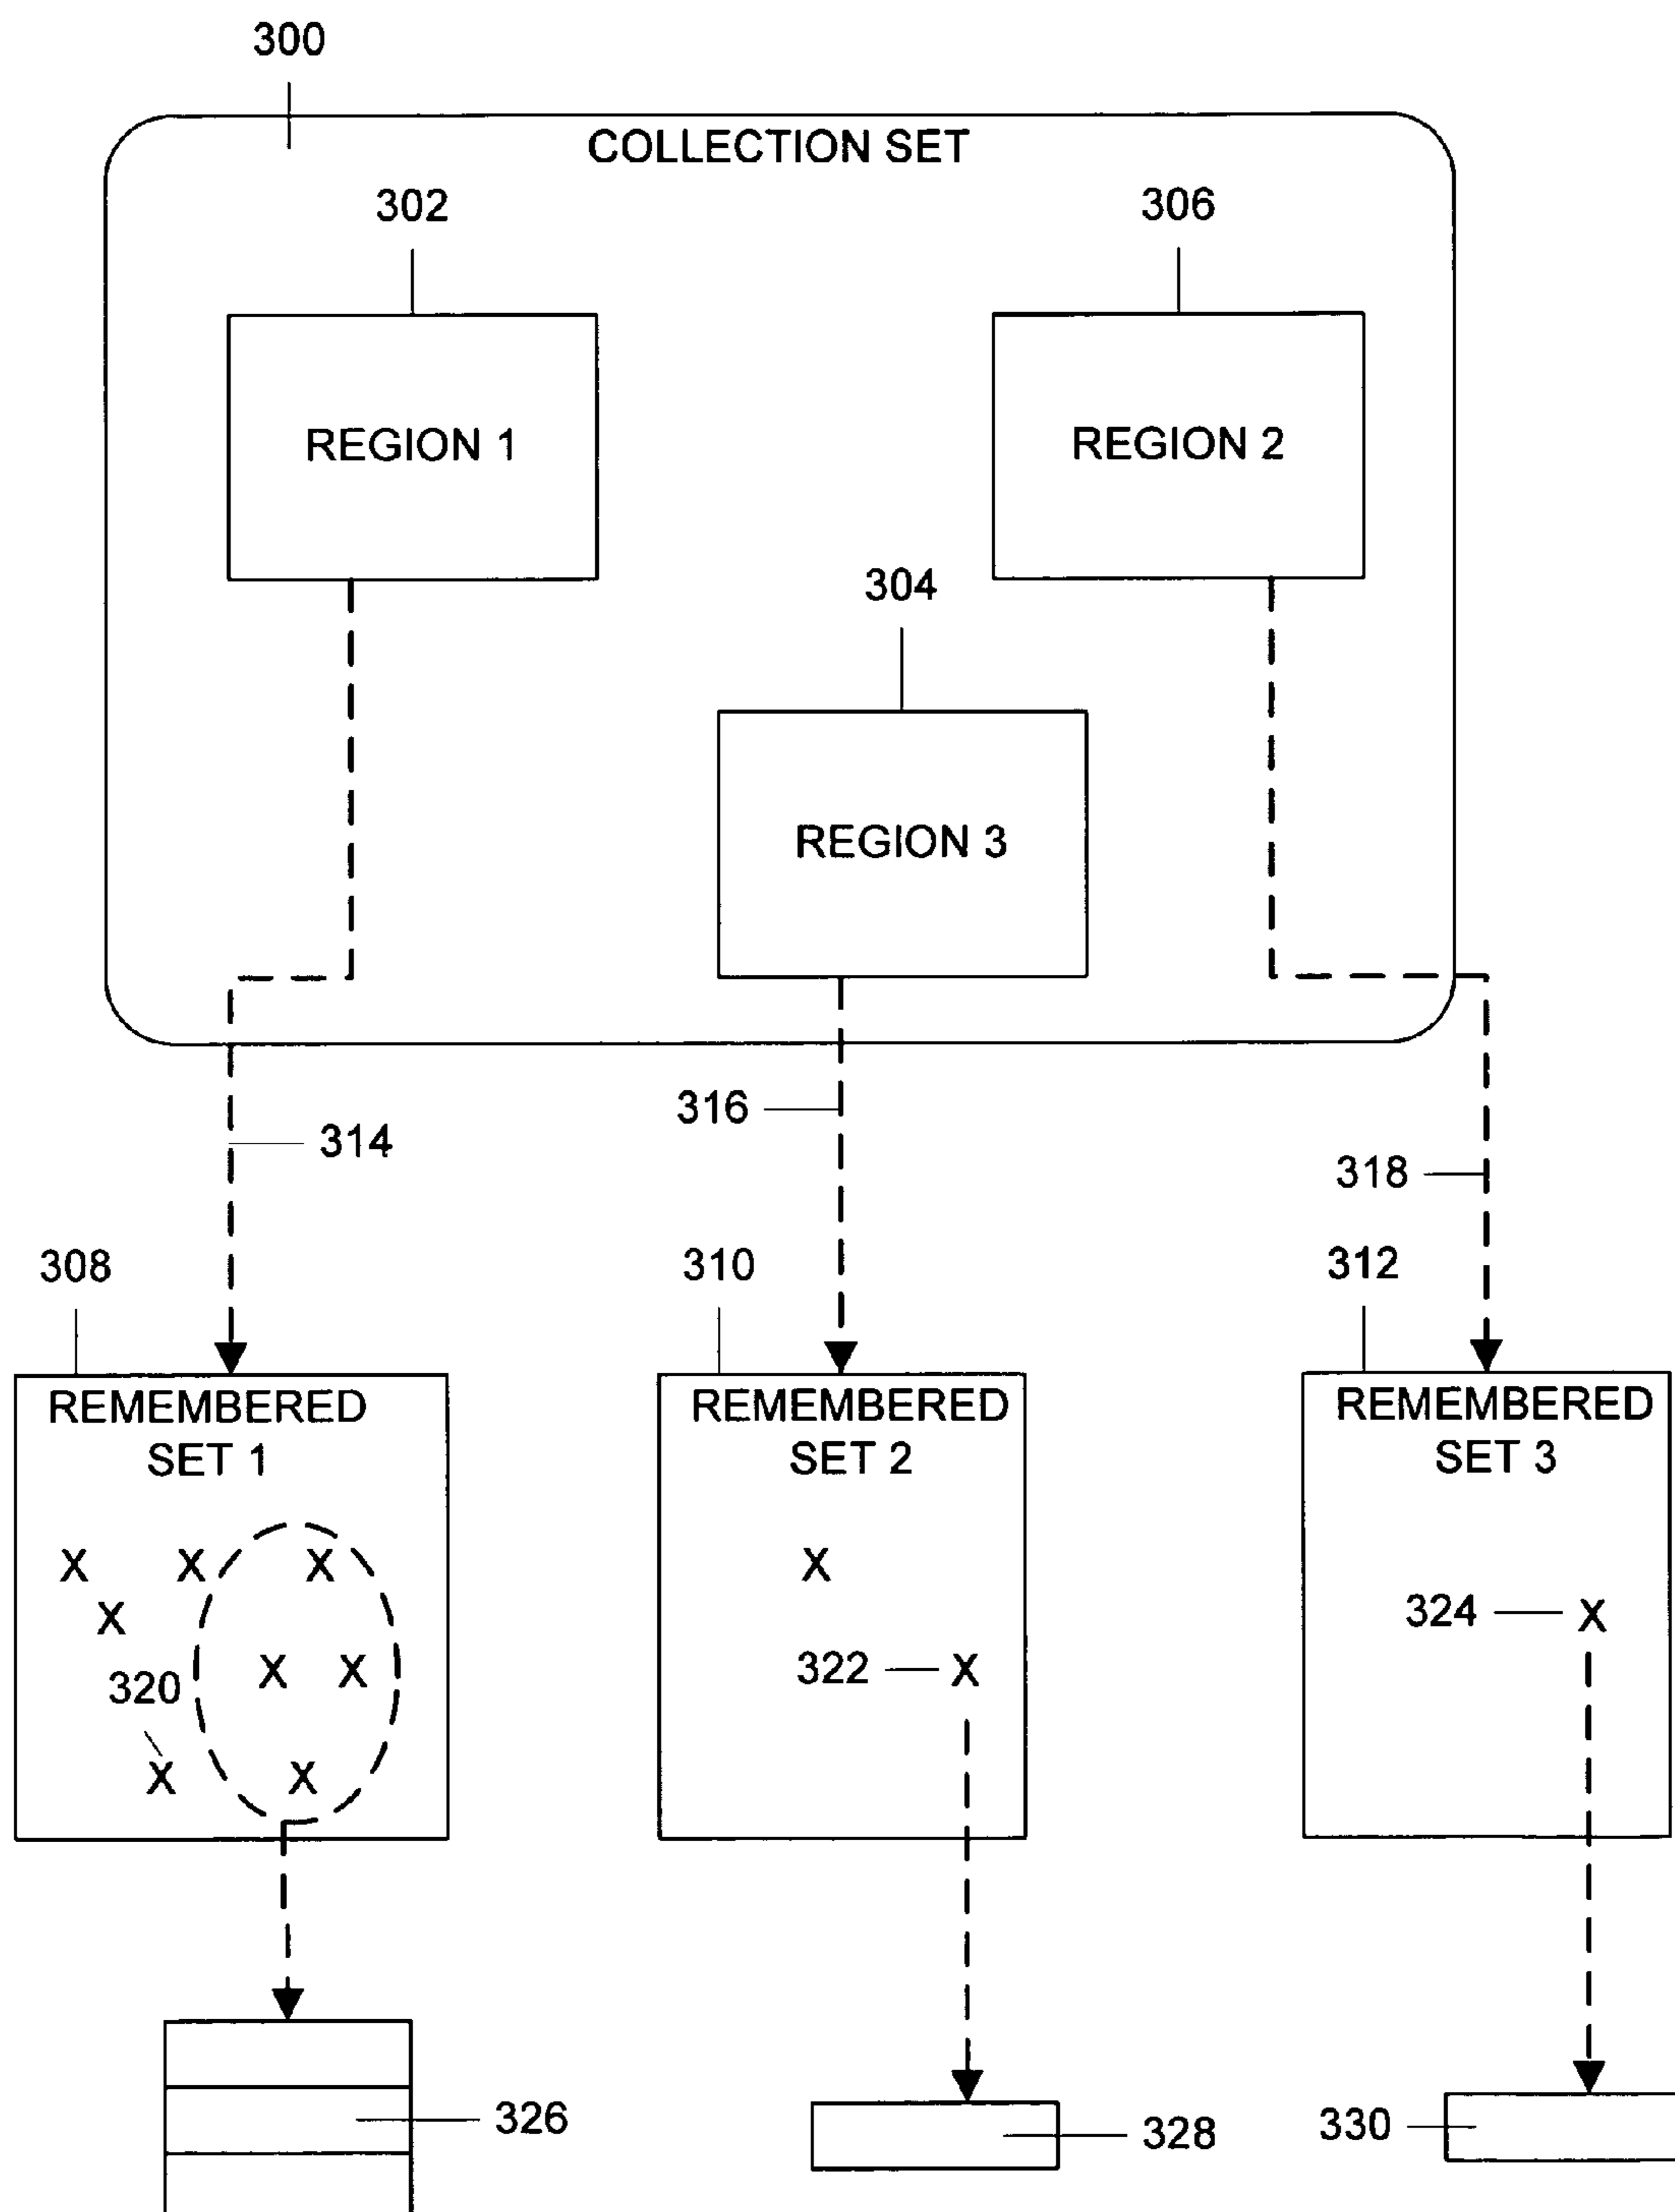 300
COLLECTION SET
302
306
REGION 1
REGION 2
304
REGION 3
314
316
318
308
310
312
REMEMBERED
SET 1
REMEMBERED
SET 2
REMEMBERED
SET 3
X
X
X
X
X
X
320
X
X
X
322
X
324
X
326
328
330